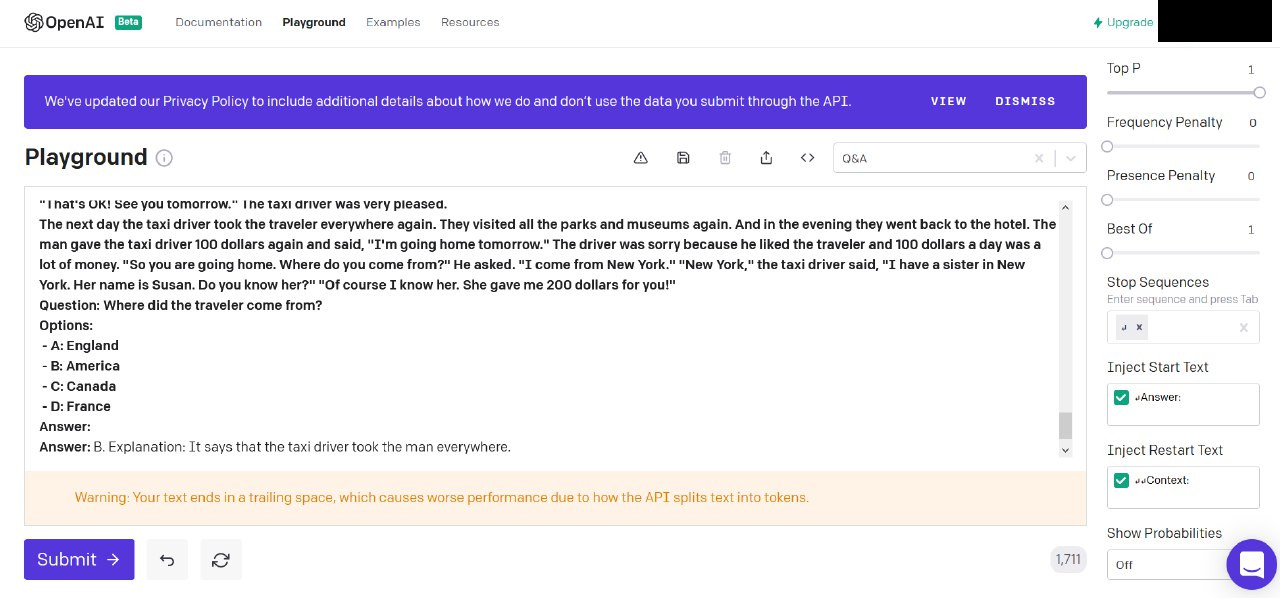 OpenAI Beta Documentation Playground Examples Resources Upgrade
We've updated our Privacy Policy to include additional details about how we do and don't use the data you submit through the API. VIEW DISMISS
Playground Q&A
"That's OK! See you tomorrow." The taxi driver was very pleased.
The next day the taxi driver took the traveler everywhere again. They visited all the parks and museums again. And in the evening they went back to the hotel. The
man gave the taxi driver 100 dollars again and said, "I'm going home tomorrow." The driver was sorry because he liked the traveler and 100 dollars a day was a
lot of money. "So you are going home. Where do you come from?" He asked. "I come from New York." "New York," the taxi driver said, "I have a sister in New
York. Her name is Susan. Do you know her?" "Of course I know her. She gave me 200 dollars for you!"
Question: Where did the traveler come from?
Options:
- A: England
- B: America
- C: Canada
- D: France
Answer:
Answer: B. Explanation: It says that the taxi driver took the man everywhere.
Warning: Your text ends in a trailing space, which causes worse performance due to how the API splits text into tokens.
Submit → 1,711
Top P 1
Frequency Penalty 0
Presence Penalty 0
Best Of 1
Stop Sequences
Enter sequence and press Tab
↵ x
Inject Start Text
↵Answer:
Inject Restart Text
↵↵Context:
Show Probabilities
Off